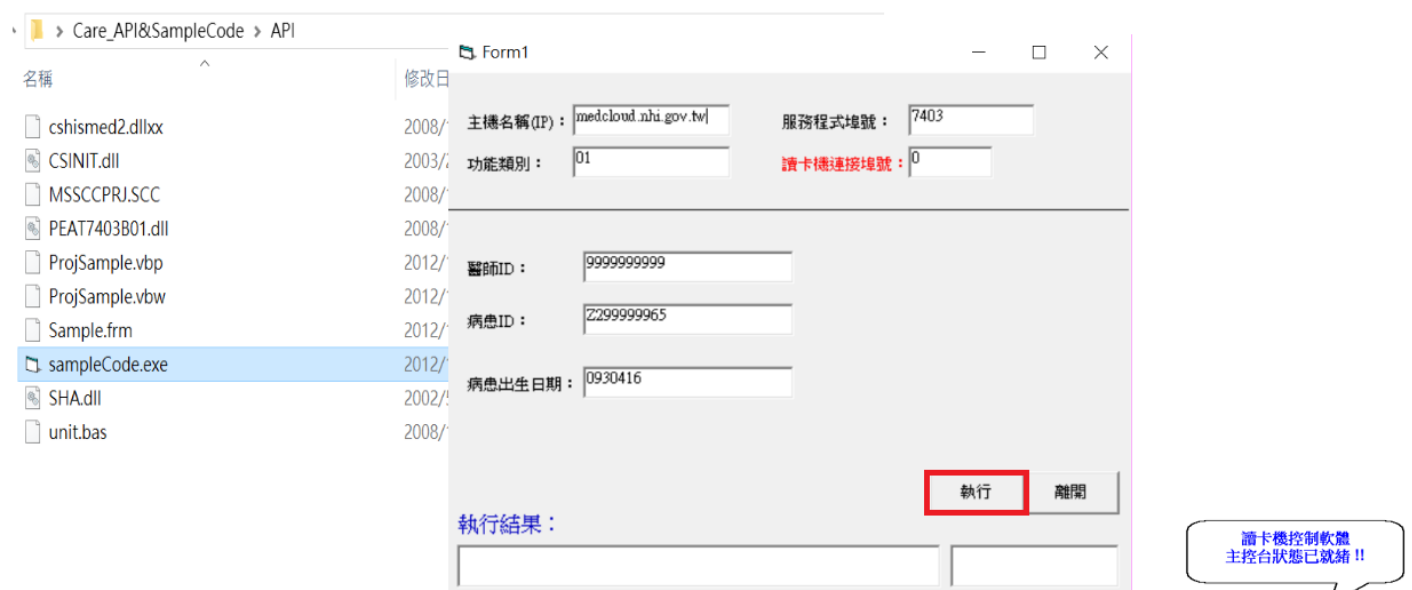 Care_API&SampleCode > API
名稱
修改日
cshismed2.dllxx
2008/
CSINIT.dll
2003/
MSSCCPRJ.SCC
2008/
PEAT7403B01.dll
2008/
ProjSample.vbp
2012/
ProjSample.vbw
2012/
Sample.frm
2012/
sampleCode.exe
2012/
SHA.dll
2002/
unit.bas
2008/
Form1
主機名稱(IP)：
medcloud.nhi.gov.tw
服務程式埠號：
7403
功能類別：
01
讀卡機連接埠號：
0
醫師ID：
9999999999
病患ID：
Z299999965
病患出生日期：
0930416
執行
離開
執行結果：
讀卡機控制軟體
主控台狀態已就緒 !!